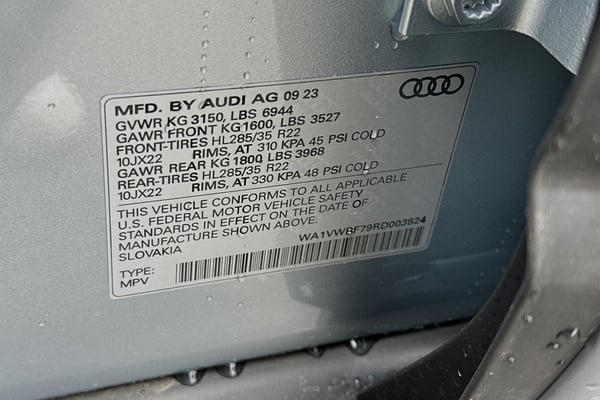 MFD. BY AUDI AG 09 23
GVWR KG 3150, LBS 6944
GAWR FRONT KG1600, LBS 3527
FRONT-TIRES HL285/35 R22
10JX22 RIMS, AT 310 KPA 45 PSI COLD
GAWR REAR KG 1800, LBS 3968
REAR-TIRES HL285/35 R22
10JX22 RIMS, AT 330 KPA 48 PSI COLD
THIS VEHICLE CONFORMS TO ALL APPLICABLE
U.S. FEDERAL MOTOR VEHICLE SAFETY
STANDARDS IN EFFECT ON THE DATE OF
MANUFACTURE SHOWN ABOVE.
SLOVAKIA
WA1VWBF79RD003824
TYPE:
MPV